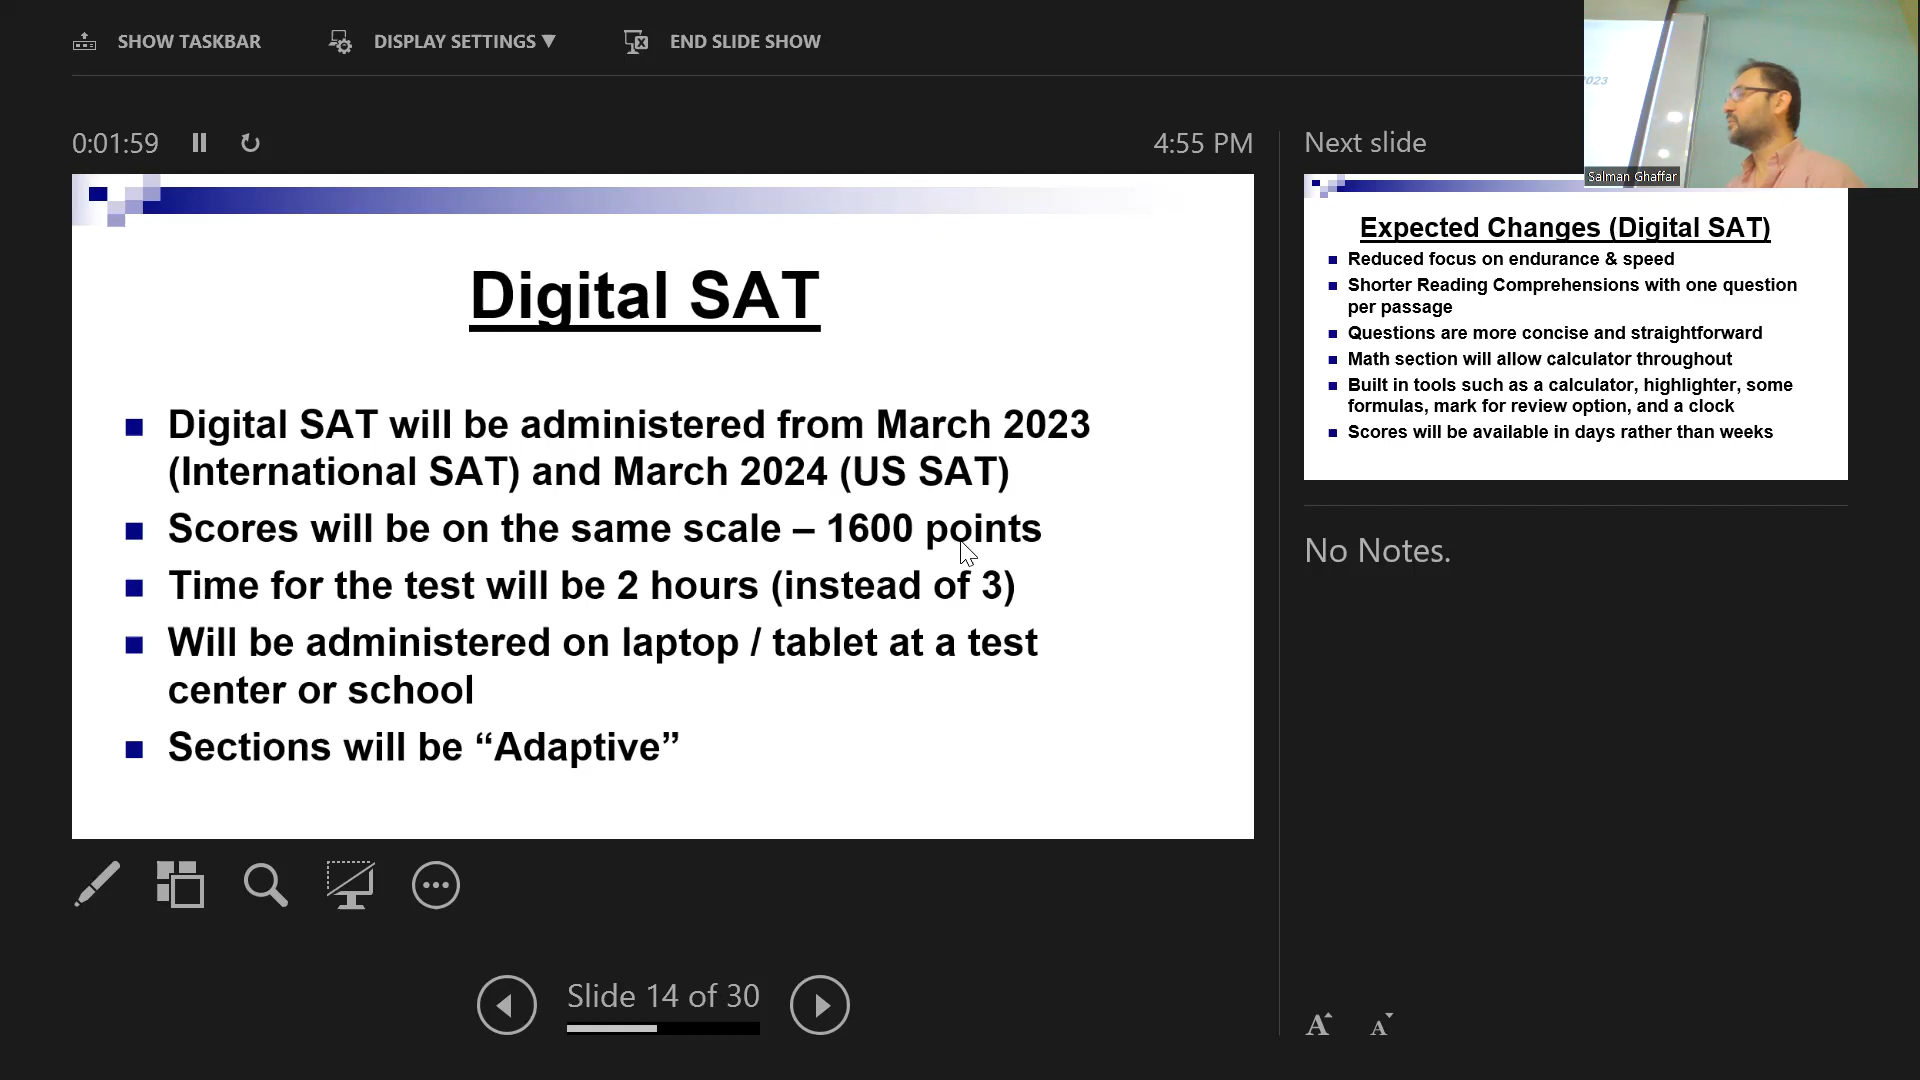 SHOW TASKBAR
DISPLAY SETTINGS ▼
END SLIDE SHOW
0:01:59
4:55 PM
Digital SAT
Digital SAT will be administered from March 2023
(International SAT) and March 2024 (US SAT)
Scores will be on the same scale – 1600 points
Time for the test will be 2 hours (instead of 3)
Will be administered on laptop / tablet at a test
center or school
Sections will be “Adaptive”
Slide 14 of 30
Next slide
2023
Salman Ghaffar
Expected Changes (Digital SAT)
Reduced focus on endurance & speed
Shorter Reading Comprehensions with one question
per passage
Questions are more concise and straightforward
Math section will allow calculator throughout
Built in tools such as a calculator, highlighter, some
formulas, mark for review option, and a clock
Scores will be available in days rather than weeks
No Notes.
A A